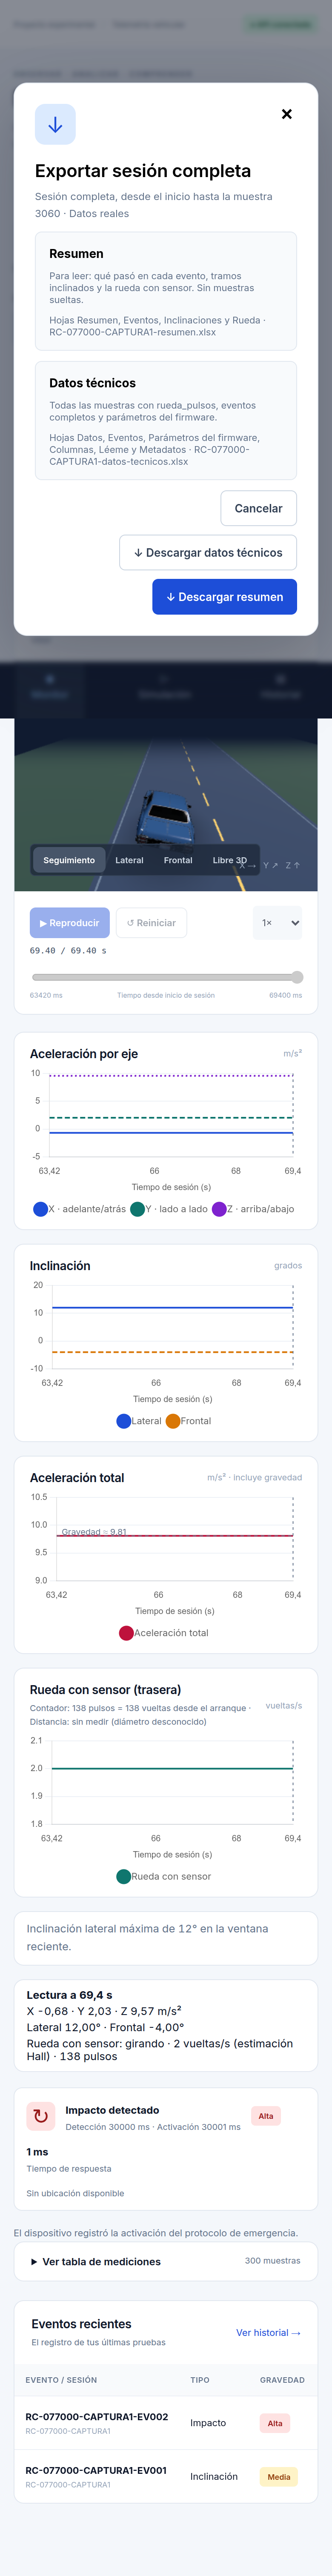 ↓
×
Exportar sesión completa
Sesión completa, desde el inicio hasta la muestra
3060 · Datos reales
Resumen
Para leer: qué pasó en cada evento, tramos
inclinados y la rueda con sensor. Sin muestras
sueltas.
Hojas Resumen, Eventos, Inclinaciones y Rueda ·
RC-077000-CAPTURA1-resumen.xlsx
Datos técnicos
Todas las muestras con rueda_pulsos, eventos
completos y parámetros del firmware.
Hojas Datos, Eventos, Parámetros del firmware,
Columnas, Léeme y Metadatos · RC-077000-
CAPTURA1-datos-tecnicos.xlsx
Cancelar
↓ Descargar datos técnicos
↓ Descargar resumen
Seguimiento Lateral Frontal Libre 3D
X → Y ↗ Z ↑
▶ Reproducir ↺ Reiniciar 1×
69.40 / 69.40 s
63420 ms Tiempo desde inicio de sesión 69400 ms
Aceleración por eje m/s²
10
5
0
-5
63,42 66 68 69,4
Tiempo de sesión (s)
X · adelante/atrás Y · lado a lado Z · arriba/abajo
Inclinación grados
20
10
0
-10
63,42 66 68 69,4
Tiempo de sesión (s)
Lateral Frontal
Aceleración total m/s² · incluye gravedad
10.5
10.0
Gravedad ≈ 9.81
9.5
9.0
63,42 66 68 69,4
Tiempo de sesión (s)
Aceleración total
Rueda con sensor (trasera)
Contador: 138 pulsos = 138 vueltas desde el arranque · vueltas/s
Distancia: sin medir (diámetro desconocido)
2.1
2.0
1.9
1.8
63,42 66 68 69,4
Tiempo de sesión (s)
Rueda con sensor
Inclinación lateral máxima de 12° en la ventana
reciente.
Lectura a 69,4 s
X -0,68 · Y 2,03 · Z 9,57 m/s²
Lateral 12,00° · Frontal -4,00°
Rueda con sensor: girando · 2 vueltas/s (estimación
Hall) · 138 pulsos
↻ Impacto detectado Alta
Detección 30000 ms · Activación 30001 ms
1 ms
Tiempo de respuesta
Sin ubicación disponible
El dispositivo registró la activación del protocolo de emergencia.
▶ Ver tabla de mediciones 300 muestras
Eventos recientes
El registro de tus últimas pruebas
Ver historial →
EVENTO / SESIÓN TIPO GRAVEDAD
RC-077000-CAPTURA1-EV002 Impacto Alta
RC-077000-CAPTURA1
RC-077000-CAPTURA1-EV001 Inclinación Media
RC-077000-CAPTURA1